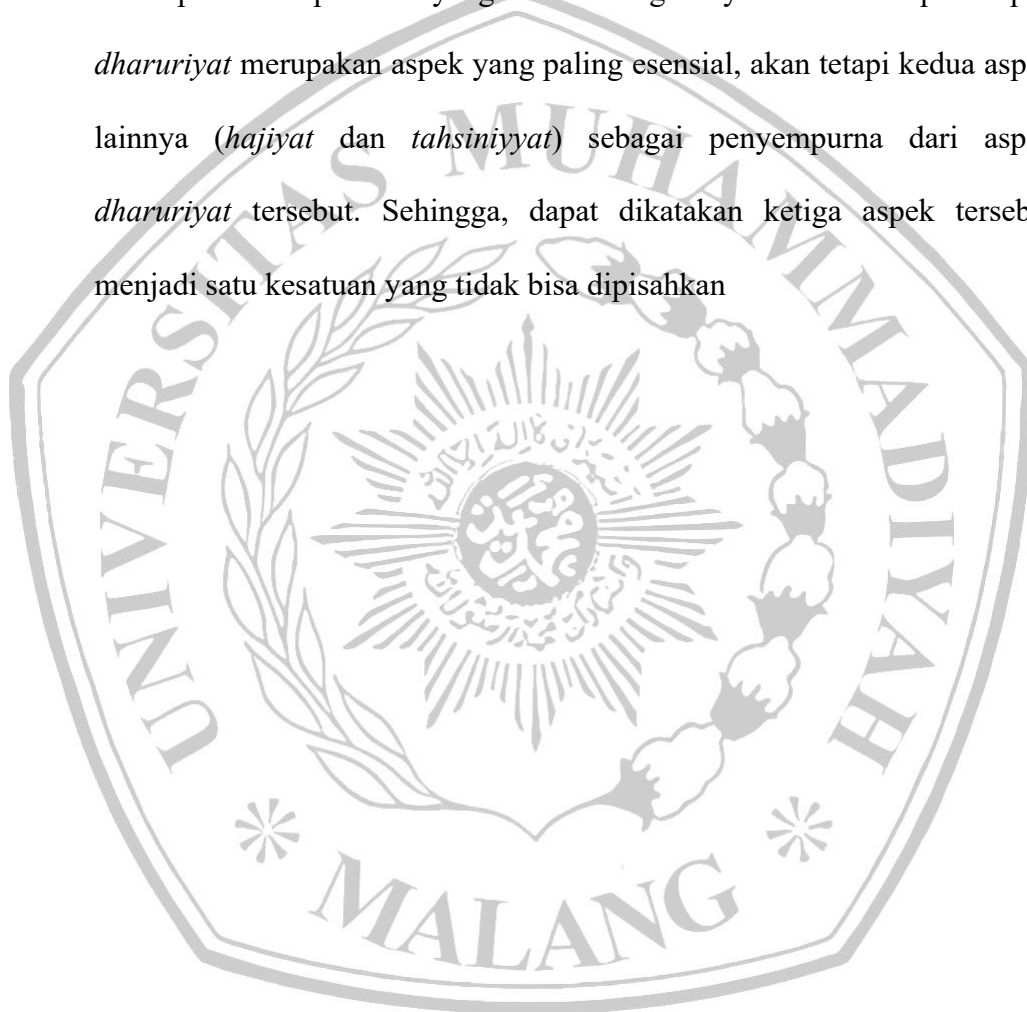 dharuriyat merupakan aspek yang paling esensial, akan tetapi kedua asp
lainnya (hajiyat dan tahsiniyyat) sebagai penyempurna dari asp
dharuriyat tersebut. Sehingga, dapat dikatakan ketiga aspek terseb
menjadi satu kesatuan yang tidak bisa dipisahkan
UNIVERSITAS MUHAMMADIYAH
MALANG